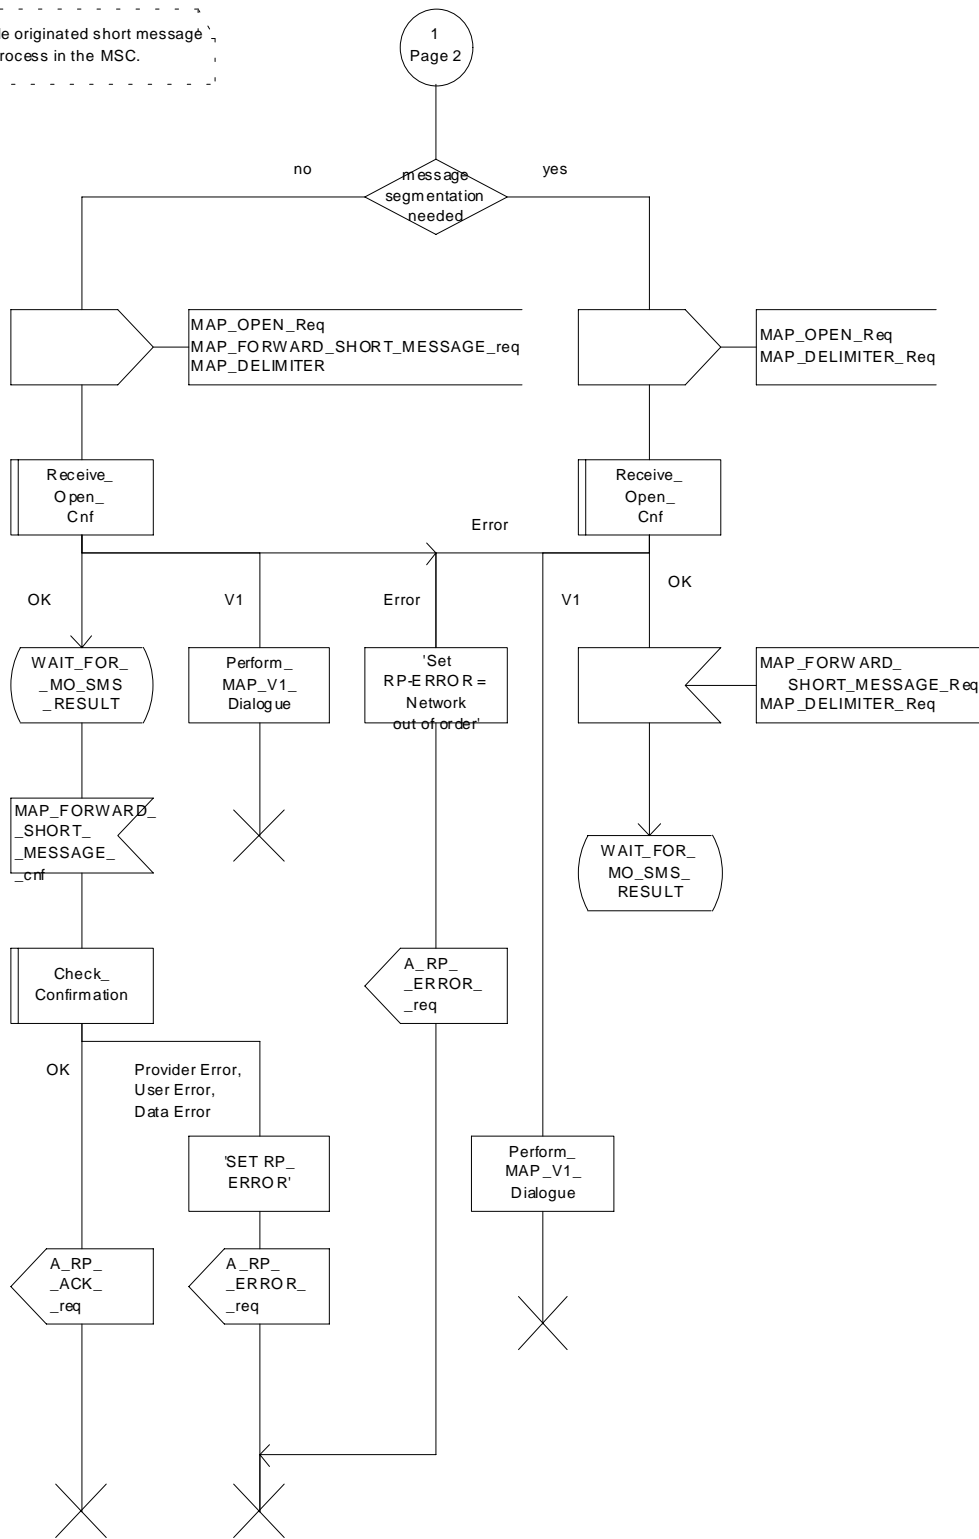 le originated short message
rocess in the MSC.
1
Page 2
no
message
segmentation
needed
yes
MAP_OPEN_Req
MAP_FORWARD_SHORT_MESSAGE_req
MAP_DELIMITER
MAP_OPEN_Req
MAP_DELIMITER_Req
Receive_
Open_
Cnf
Receive_
Open_
Cnf
Error
OK
V1
Error
V1
OK
WAIT_FOR_
_MO_SMS
_RESULT
Perform_
MAP_V1_
Dialogue
'Set
RP-ERROR =
Network
out of order'
MAP_FORWARD_
SHORT_MESSAGE_Req
MAP_DELIMITER_Req
MAP_FORWARD_
_SHORT_
_MESSAGE_
_cnf
WAIT_FOR_
MO_SMS_
RESULT
Check_
Confirmation
A_RP_
_ERROR_
_req
OK
Provider Error,
User Error,
Data Error
'SET RP_
ERROR'
Perform_
MAP_V1_
Dialogue
A_RP_
_ACK_
_req
A_RP_
_ERROR_
_req